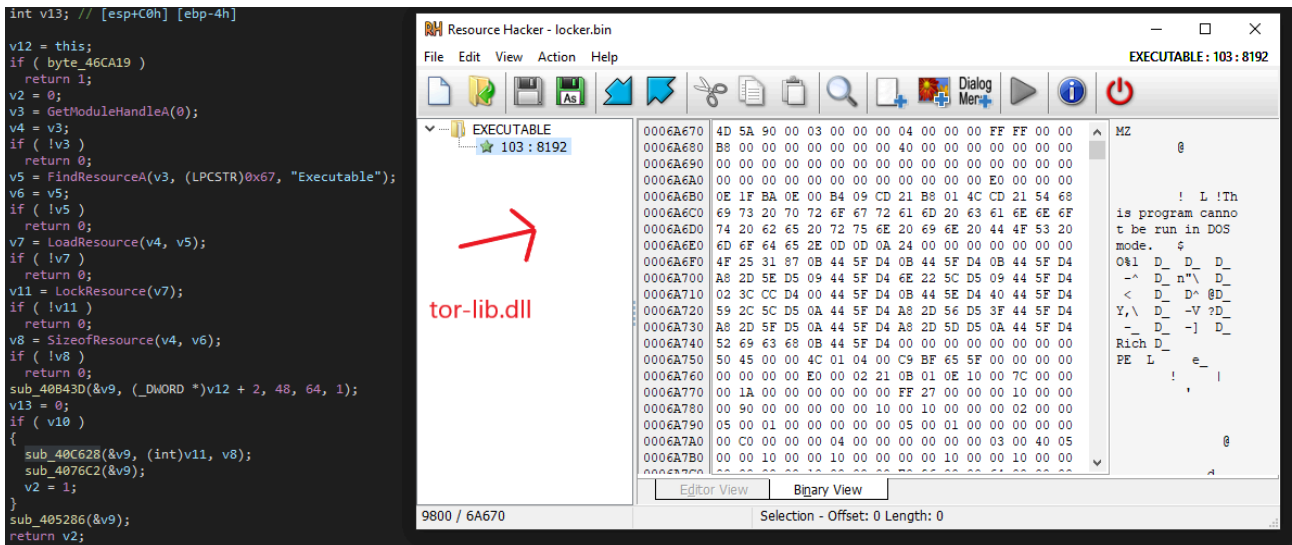 int v13; // [esp+C0h] [ebp-4h]
v12 = this;
if ( byte_46CA19 )
return 1;
v2 = 0;
v3 = GetModuleHandleA(0);
v4 = v3;
if ( !v3 )
return 0;
v5 = FindResourceA(v3, (LPCSTR)0x67, "Executable");
v6 = v5;
if ( !v5 )
return 0;
v7 = LoadResource(v4, v5);
if ( !v7 )
return 0;
v11 = LockResource(v7);
if ( !v11 )
return 0;
v8 = SizeofResource(v4, v6);
if ( !v8 )
return 0;
sub_40B43D(&v9, (_DWORD *)v12 + 2, 48, 64, 1);
v13 = 0;
if ( v10 )
{
sub_40C628(&v9, (int)v11, v8);
sub_4076C2(&v9);
v2 = 1;
}
sub_405286(&v9);
return v2;
RH Resource Hacker - locker.bin
File Edit View Action Help
EXECUTABLE : 103 : 8192
As
Dialog
Menu
EXECUTABLE
103 : 8192
tor-lib.dll
0006A670 4D 5A 90 00 03 00 00 00 04 00 00 00 FF FF 00 00 MZ
0006A680 B8 00 00 00 00 00 00 00 40 00 00 00 00 00 00 00 @
0006A690 00 00 00 00 00 00 00 00 00 00 00 00 00 00 00 00
0006A6A0 00 00 00 00 00 00 00 00 00 00 00 00 E0 00 00 00
0006A6B0 0E 1F BA 0E 00 B4 09 CD 21 B8 01 4C CD 21 54 68 ! L !Th
0006A6C0 69 73 20 70 72 6F 67 72 61 6D 20 63 61 6E 6E 6F is program canno
0006A6D0 74 20 62 65 20 72 75 6E 20 69 6E 20 44 4F 53 20 t be run in DOS
0006A6E0 6D 6F 64 65 2E 0D 0D 0A 24 00 00 00 00 00 00 00 mode. $
0006A6F0 4F 25 31 87 0B 44 5F D4 0B 44 5F D4 0B 44 5F D4 O%1 D_ D_ D_
0006A700 A8 2D 5E D5 09 44 5F D4 6E 22 5C D5 09 44 5F D4 -^ D_ n"\ D_
0006A710 02 3C CC D4 00 44 5F D4 0B 44 5E D4 40 44 5F D4 < D_ D^ @D_
0006A720 59 2C 5C D5 0A 44 5F D4 A8 2D 56 D5 3F 44 5F D4 Y,\ D_ -V ?D_
0006A730 A8 2D 5F D5 0A 44 5F D4 A8 2D 5D D5 0A 44 5F D4 -_ D_ -] D_
0006A740 52 69 63 68 0B 44 5F D4 00 00 00 00 00 00 00 00 Rich D_
0006A750 50 45 00 00 4C 01 04 00 C9 BF 65 5F 00 00 00 00 PE L e_
0006A760 00 00 00 00 E0 00 02 21 0B 01 0E 10 00 7C 00 00 ! |
0006A770 00 1A 00 00 00 00 00 00 FF 27 00 00 00 10 00 00 '
0006A780 00 90 00 00 00 00 00 10 00 10 00 00 00 02 00 00
0006A790 05 00 01 00 00 00 00 00 05 00 01 00 00 00 00 00
0006A7A0 00 C0 00 00 00 04 00 00 00 00 00 00 03 00 40 05 @
0006A7B0 00 00 10 00 00 10 00 00 00 00 10 00 00 10 00 00
Editor View
Binary View
9800 / 6A670
Selection - Offset: 0 Length: 0